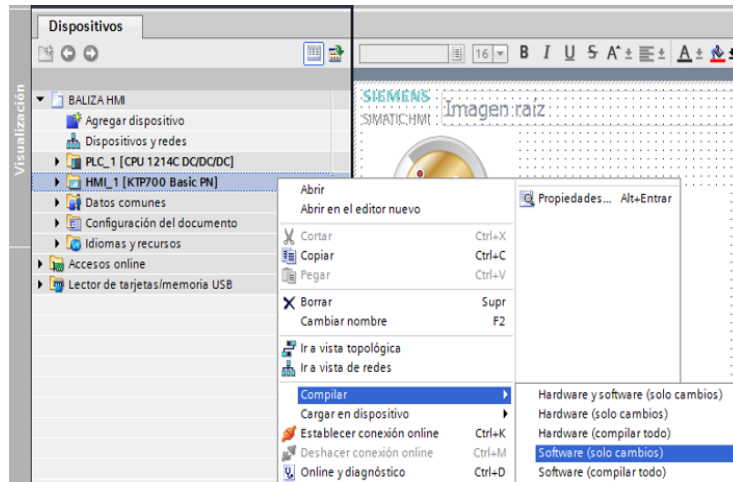 Dispositivos
Visualización
16
B I U S A
A
BALIZA HMI
Agregar dispositivo
Dispositivos y redes
PLC_1 [CPU 1214C DC/DC/DC]
HMI_1 [KTP700 Basic PN]
Datos comunes
Configuración del documento
Idiomas y recursos
Accesos online
Lector de tarjetas/memoria USB
SIEMENS
SIMATIC HMI
Imagen raíz
Abrir
Abrir en el editor nuevo
Cortar Ctrl+X
Copiar Ctrl+C
Pegar Ctrl+V
Borrar Supr
Cambiar nombre F2
Ir a vista topológica
Ir a vista de redes
Compilar
Cargar en dispositivo
Establecer conexión online Ctrl+K
Deshacer conexión online Ctrl+M
Online y diagnóstico Ctrl+D
Propiedades... Alt+Entrar
Hardware y software (solo cambios)
Hardware (solo cambios)
Hardware (compilar todo)
Software (solo cambios)
Software (compilar todo)